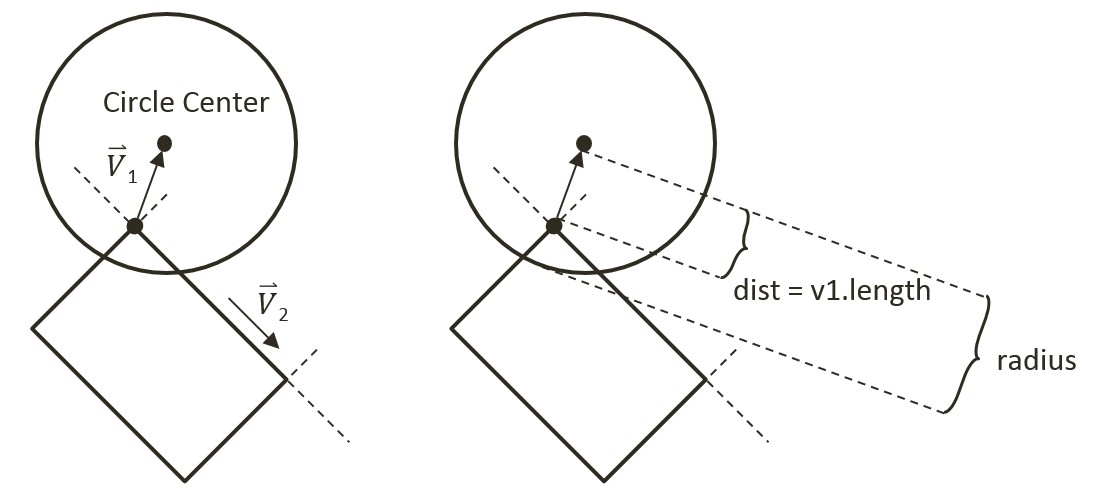 Circle Center
V⃗₁
V⃗₂
dist = v1.length
radius